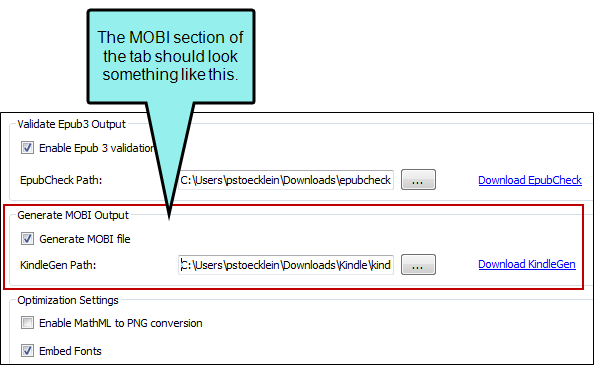 The MOBI section of
the tab should look
something like this.
Validate Epub3 Output
Enable Epub 3 validation
EpubCheck Path: C:\Users\pstoecklein\Downloads\epubcheck ... Download EpubCheck
Generate MOBI Output
Generate MOBI file
KindleGen Path: C:\Users\pstoecklein\Downloads\Kindle\kind ... Download KindleGen
Optimization Settings
Enable MathML to PNG conversion
Embed Fonts